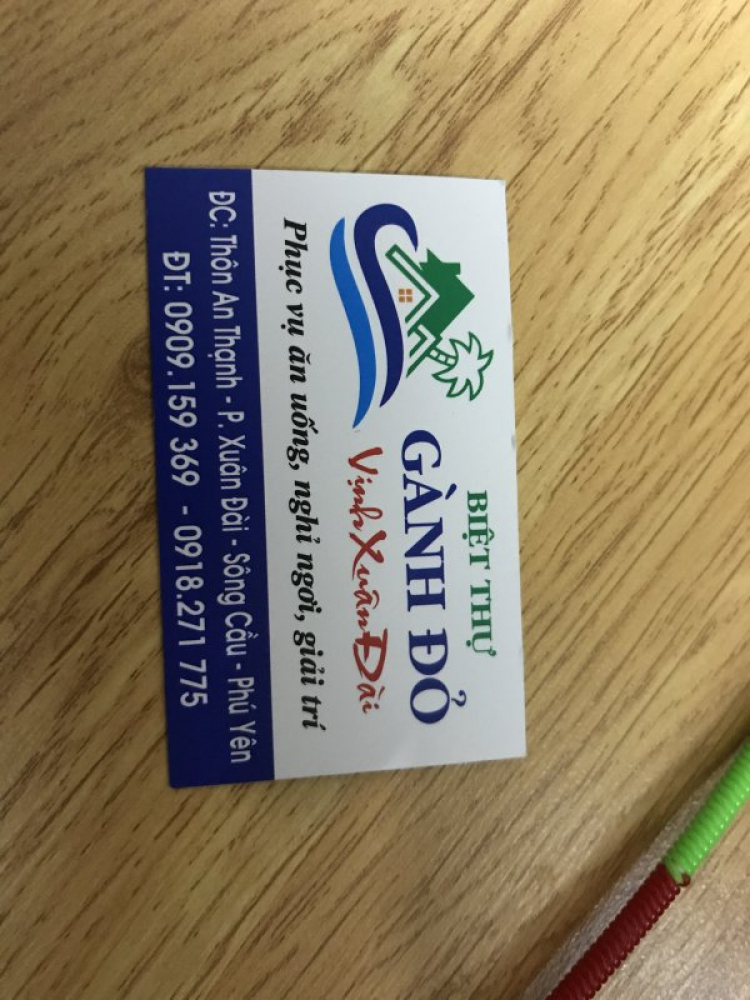 BIỆT THỰ
GÀNH ĐỎ
Vịnh Xuân Đài
Phục vụ ăn uống, nghỉ ngơi, giải trí
ĐC: Thôn An Thạnh - P. Xuân Đài - Sông Cầu - Phú Yên
ĐT: 0909.159 369 - 0918.271 775